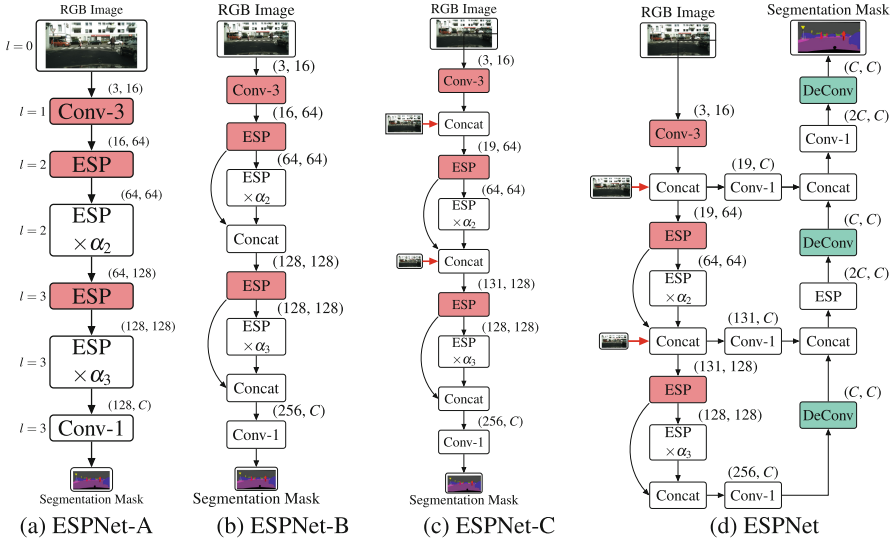 RGB Image
l = 0
(3, 16)
l = 1
Conv-3
(16, 64)
l = 2
ESP
(64, 64)
l = 2
ESP
× α2
(64, 128)
l = 3
ESP
(128, 128)
l = 3
ESP
× α3
(128, C)
l = 3
Conv-1
Segmentation Mask
(a) ESPNet-A
RGB Image
(3, 16)
Conv-3
(16, 64)
ESP
(64, 64)
ESP
×α2
Concat
(128, 128)
ESP
(128, 128)
ESP
×α3
Concat
(256, C)
Conv-1
Segmentation Mask
(b) ESPNet-B
RGB Image
(3, 16)
Conv-3
Concat
(19, 64)
ESP
(64, 64)
ESP
×α2
Concat
(131, 128)
ESP
(128, 128)
ESP
×α3
Concat
(256, C)
Conv-1
Segmentation Mask
(c) ESPNet-C
RGB Image
Segmentation Mask
(C, C)
DeConv
(2C, C)
(3, 16)
Conv-3
Conv-1
(19, C)
Concat
Conv-1
Concat
(19, 64)
(C, C)
ESP
DeConv
(64, 64)
(2C, C)
ESP
×α2
ESP
(131, C)
Concat
Conv-1
Concat
(131, 128)
ESP
(C, C)
DeConv
(128, 128)
ESP
×α3
(256, C)
Concat
Conv-1
(d) ESPNet